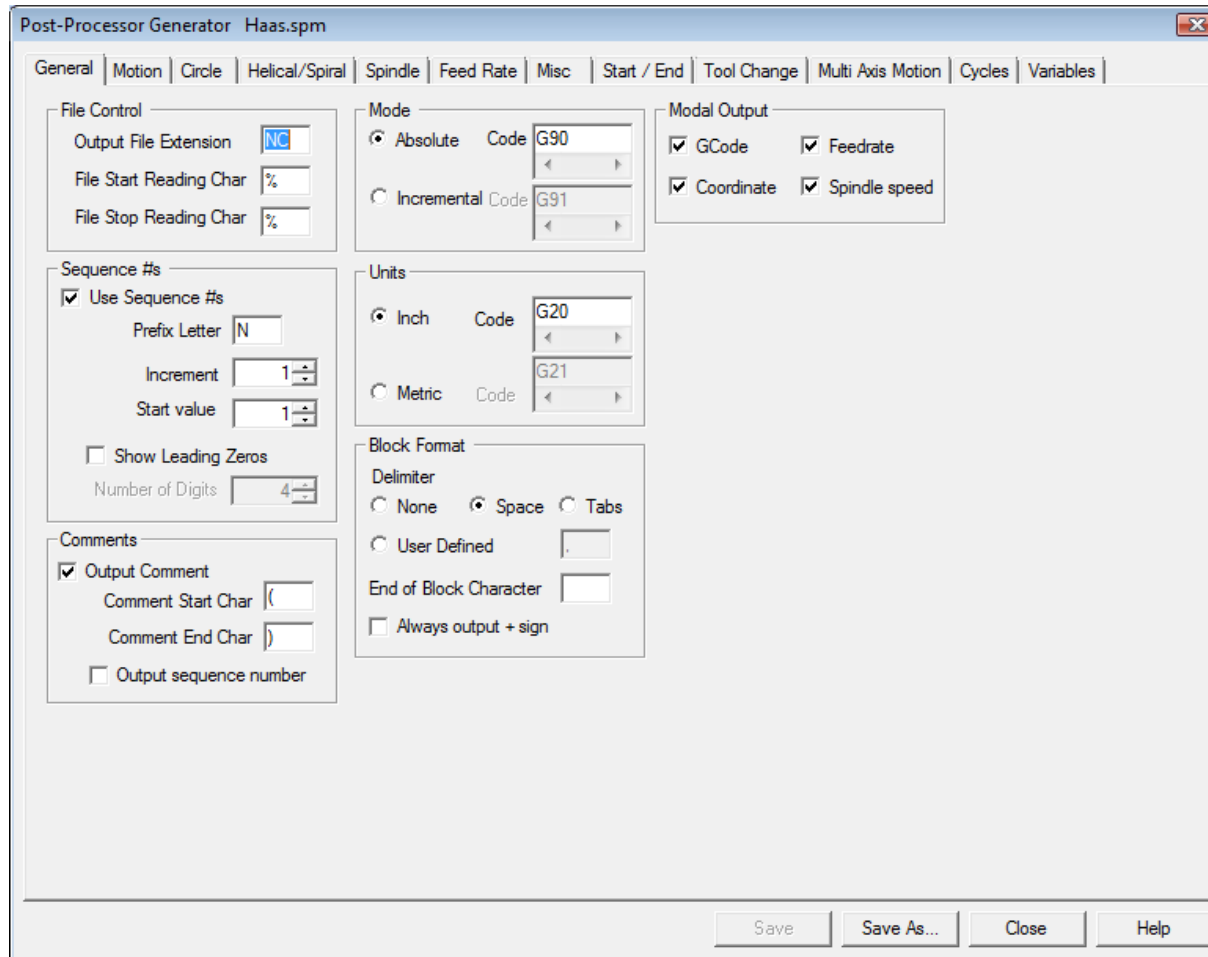 Post-Processor Generator Haas.spm
General Motion Circle Helical/Spiral Spindle Feed Rate Misc Start / End Tool Change Multi Axis Motion Cycles Variables
File Control
Output File Extension NC
File Start Reading Char %
File Stop Reading Char %
Sequence #s
Use Sequence #s
Prefix Letter N
Increment 1
Start value 1
Show Leading Zeros
Number of Digits 4
Comments
Output Comment
Comment Start Char (
Comment End Char )
Output sequence number
Mode
Absolute Code G90
Incremental Code G91
Units
Inch Code G20
Metric Code G21
Block Format
Delimiter
None Space Tabs
User Defined .
End of Block Character
Always output + sign
Modal Output
GCode Feedrate
Coordinate Spindle speed
Save Save As... Close Help